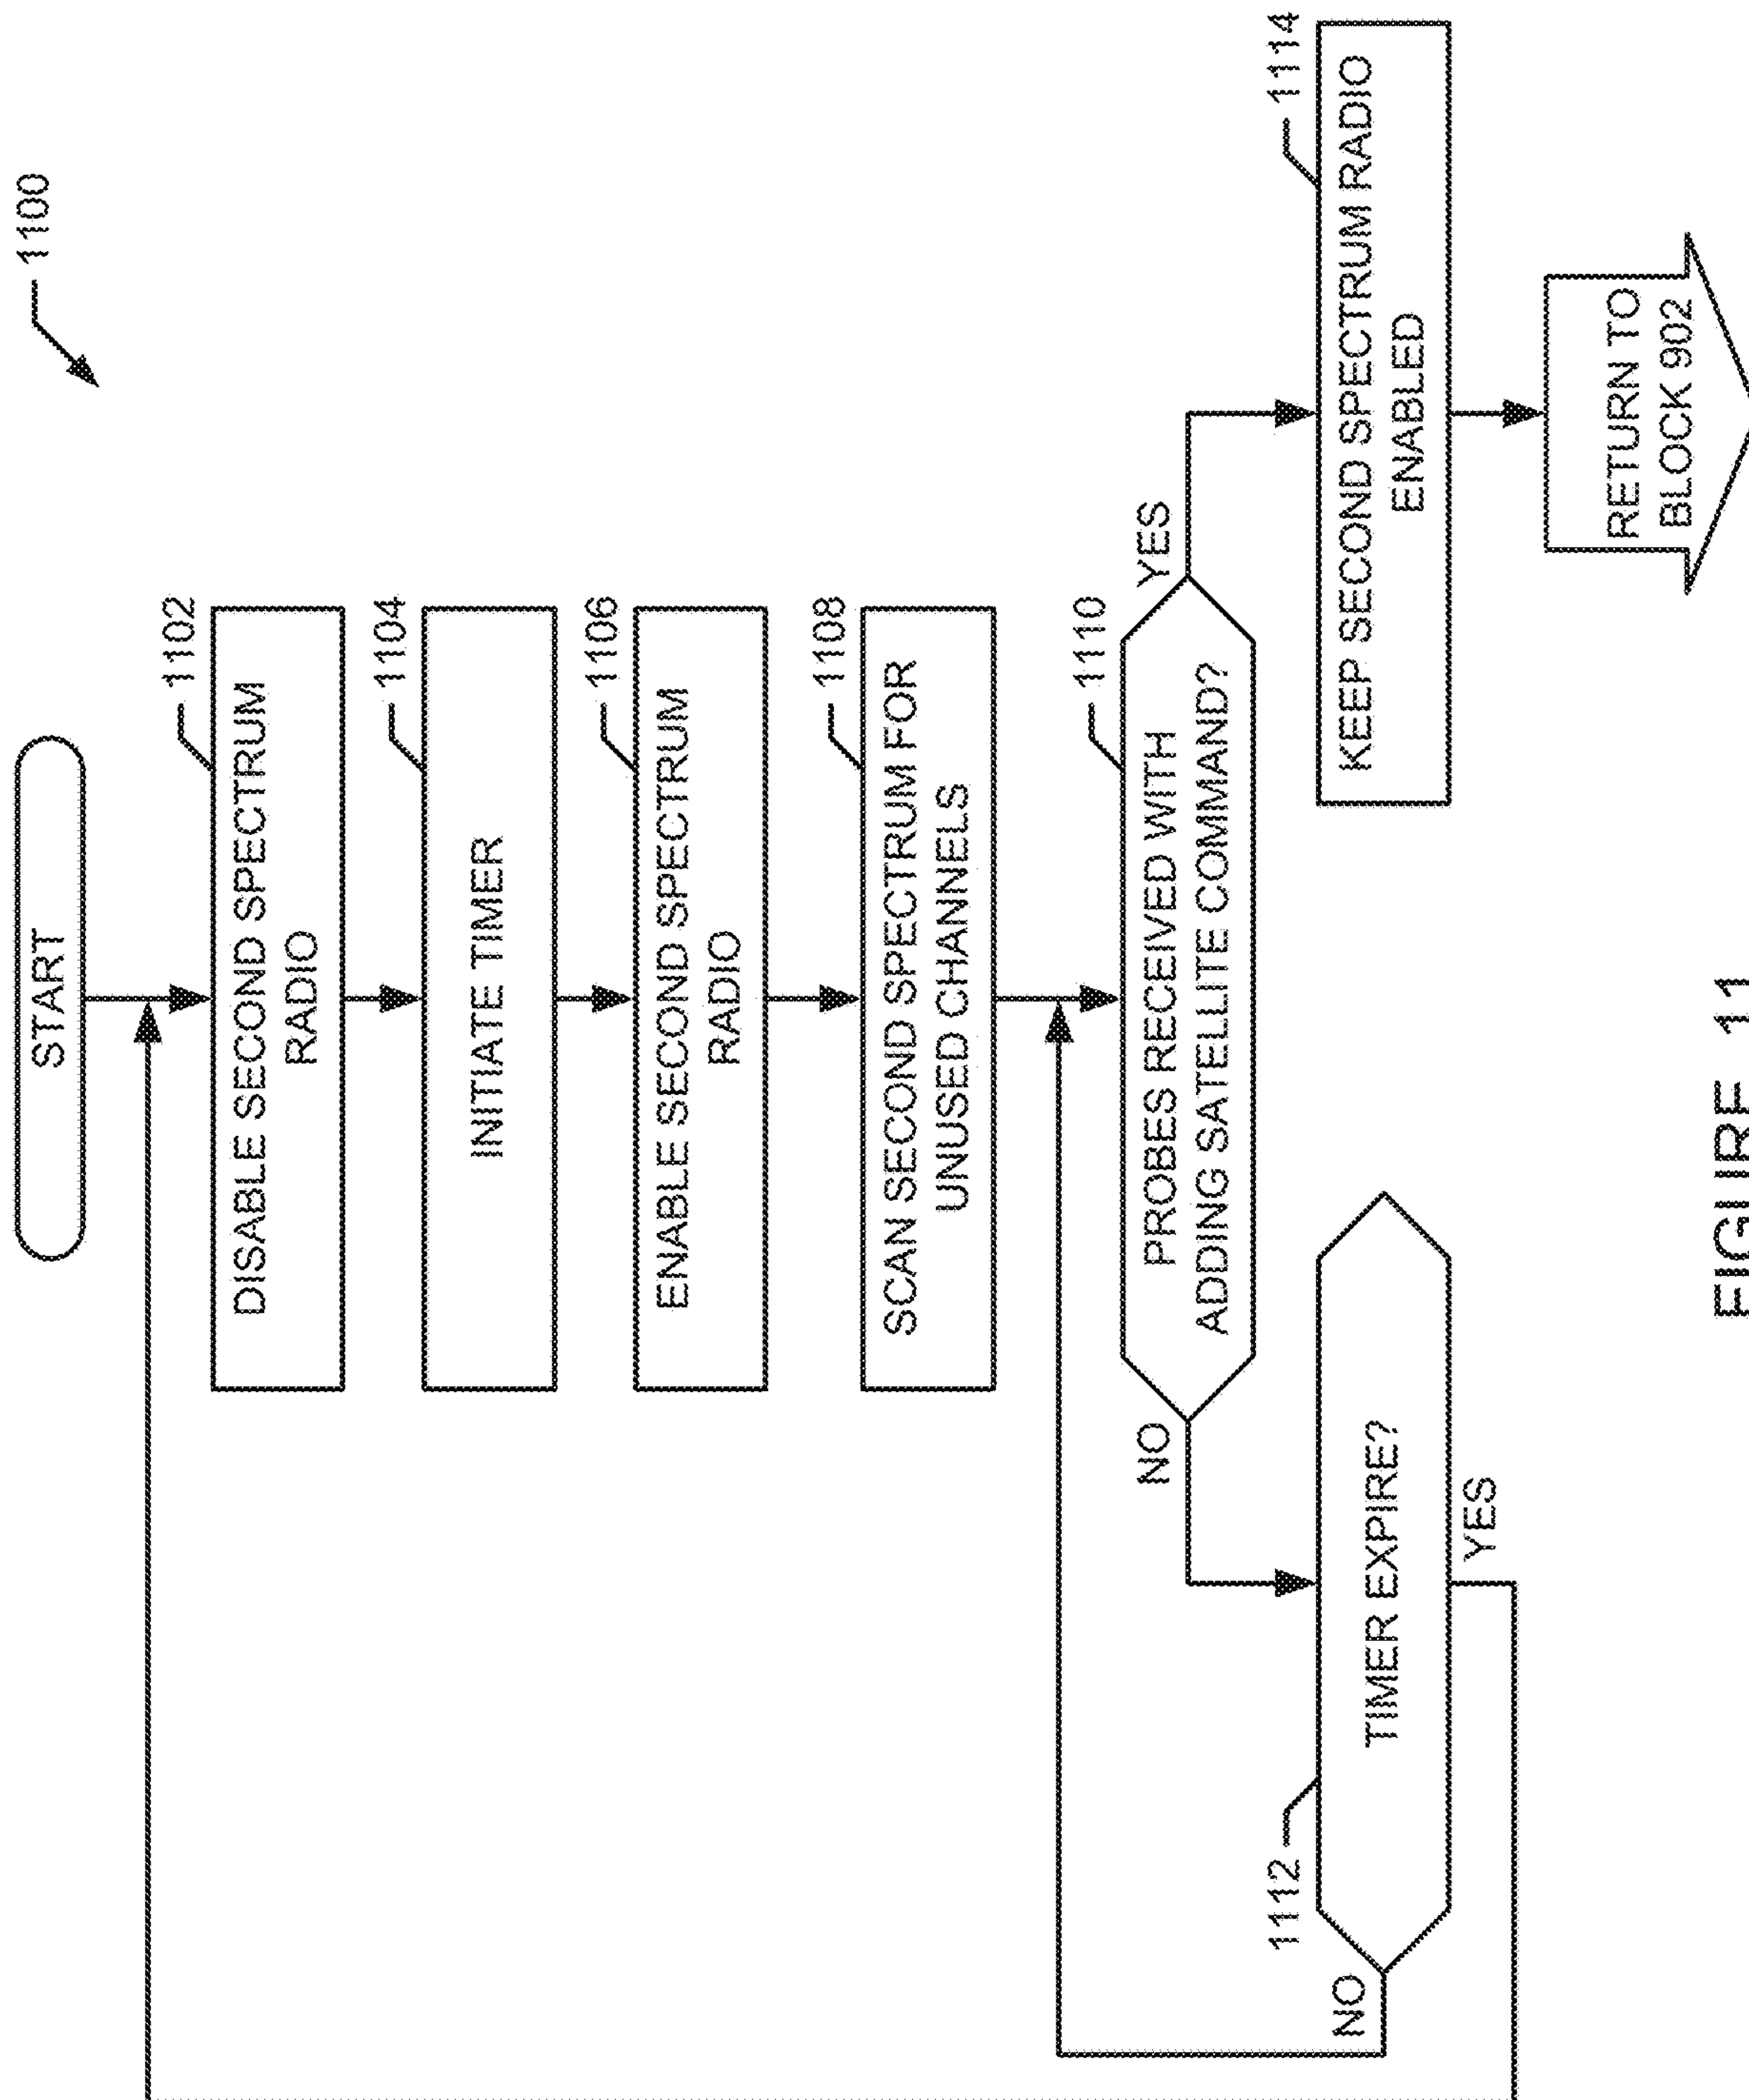 1100
START
1102
DISABLE SECOND SPECTRUM
RADIO
1104
INITIATE TIMER
1106
ENABLE SECOND SPECTRUM
RADIO
1108
SCAN SECOND SPECTRUM FOR
UNUSED CHANNELS
1110
PROBES RECEIVED WITH
ADDING SATELLITE COMMAND?
NO
YES
1112
TIMER EXPIRE?
NO
YES
1114
KEEP SECOND SPECTRUM RADIO
ENABLED
RETURN TO
BLOCK 902
FIGURE 11